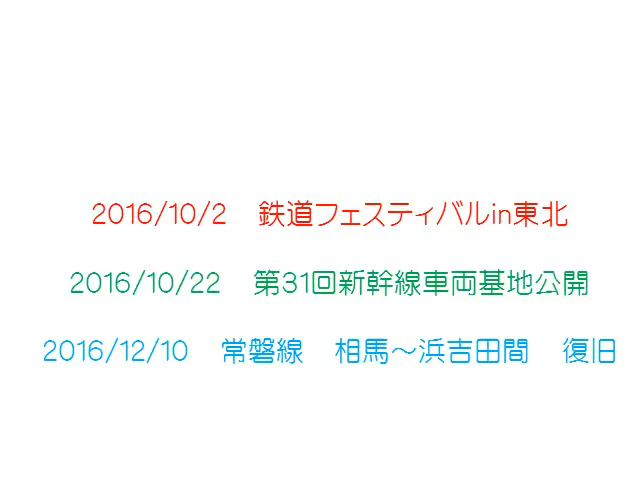 2016/10/2　鉄道フェスティバルin東北
2016/10/22　第31回新幹線車両基地公開
2016/12/10　常磐線　相馬～浜吉田間　復旧